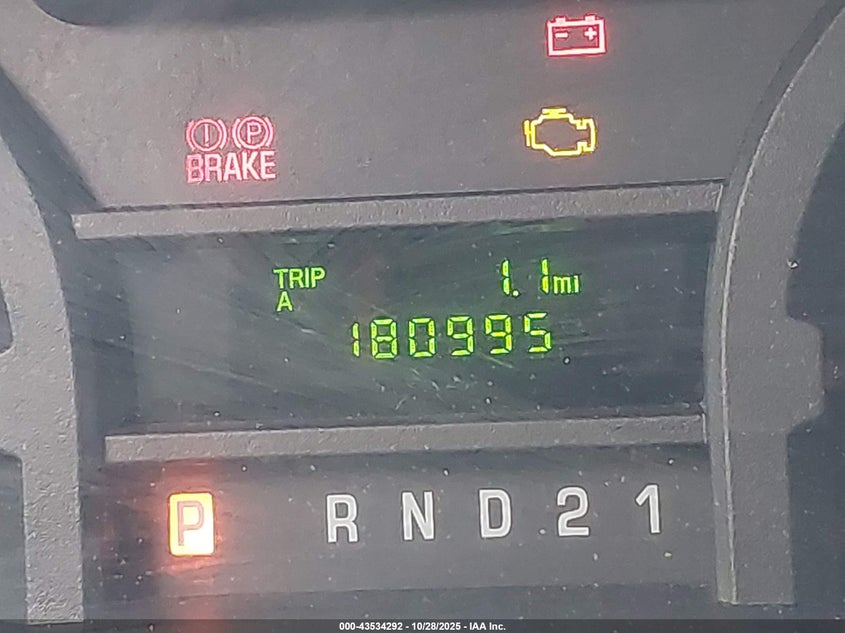 BRAKE
TRIP 1.1mi
A
180995
P R N D 2 1
000-43534292 - 10/28/2025 - IAA Inc.